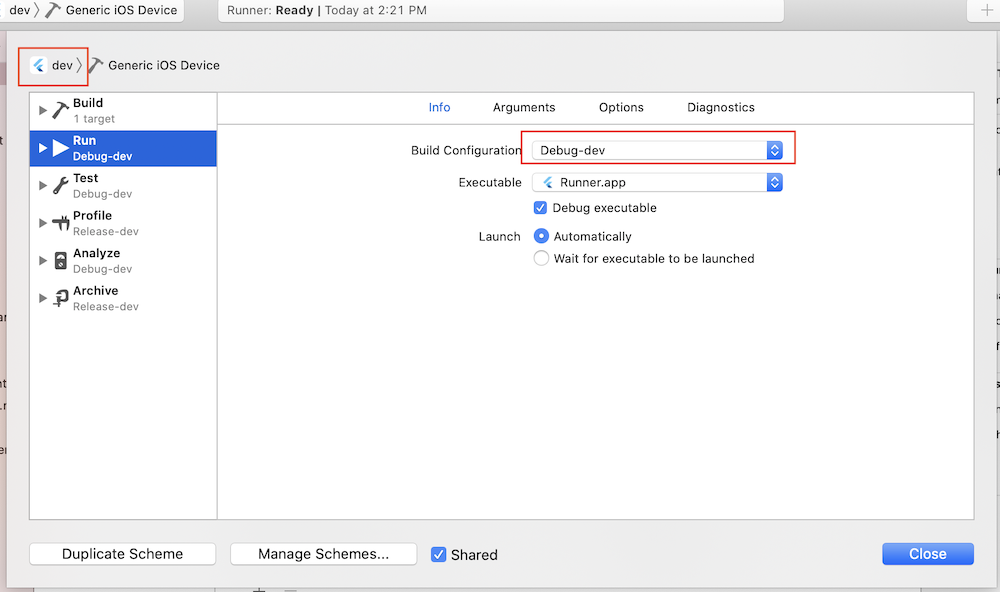 dev 〉 Generic iOS Device
Runner: Ready | Today at 2:21 PM
dev 〉 Generic iOS Device
Build
1 target
Run
Debug-dev
Test
Debug-dev
Profile
Release-dev
Analyze
Debug-dev
Archive
Release-dev
Info Arguments Options Diagnostics
Build Configuration Debug-dev
Executable Runner.app
Debug executable
Launch Automatically
Wait for executable to be launched
Duplicate Scheme Manage Schemes... Shared Close